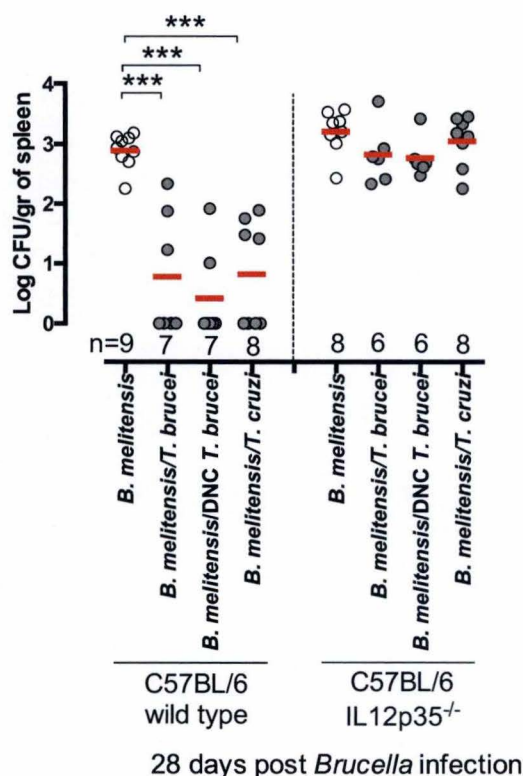 ***
***
***
Log CFU/gr of spleen
4
3
2
1
0
n=9 7 7 8 8 6 6 8
B. melitensis
B. melitensis/T. brucei
B. melitensis/DNC T. brucei
B. melitensis/T. cruzi
B. melitensis
B. melitensis/T. brucei
B. melitensis/DNC T. brucei
B. melitensis/T. cruzi
C57BL/6
wild type
C57BL/6
IL12p35-/-
28 days post Brucella infection